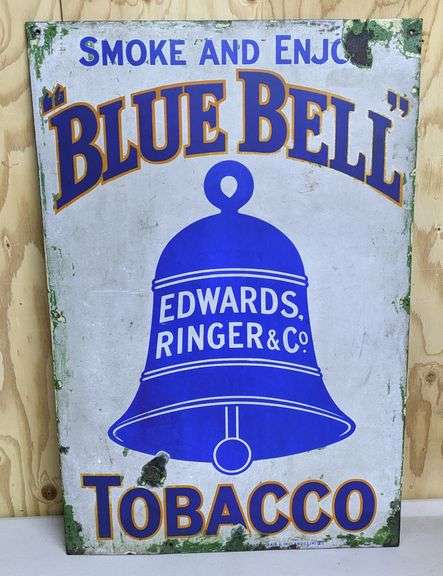 SMOKE AND ENJO
"BLUE BELL"
EDWARDS,
RINGER & Co.
TOBACCO